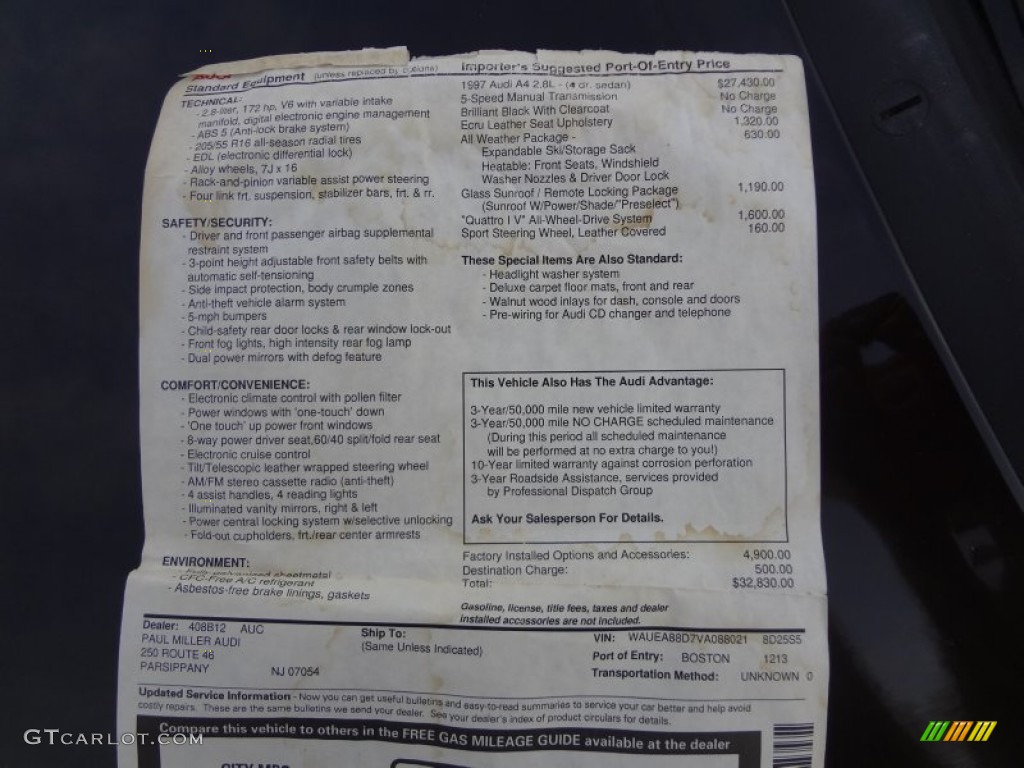 Audi
Standard Equipment (unless replaced by options)
TECHNICAL:
- 2.8-liter, 172 hp, V6 with variable intake
manifold, digital electronic engine management
- ABS 5 (Anti-lock brake system)
- 205/55 R16 all-season radial tires
- EDL (electronic differential lock)
- Alloy wheels, 7J x 16
- Rack-and-pinion variable assist power steering
- Four link frt. suspension, stabilizer bars, frt. & rr.
SAFETY/SECURITY:
- Driver and front passenger airbag supplemental
restraint system
- 3-point height adjustable front safety belts with
automatic self-tensioning
- Side impact protection, body crumple zones
- Anti-theft vehicle alarm system
- 5-mph bumpers
- Child-safety rear door locks & rear window lock-out
- Front fog lights, high intensity rear fog lamp
- Dual power mirrors with defog feature
COMFORT/CONVENIENCE:
- Electronic climate control with pollen filter
- Power windows with 'one-touch' down
- 'One touch' up power front windows
- 8-way power driver seat,60/40 split/fold rear seat
- Electronic cruise control
- Tilt/Telescopic leather wrapped steering wheel
- AM/FM stereo cassette radio (anti-theft)
- 4 assist handles, 4 reading lights
- Illuminated vanity mirrors, right & left
- Power central locking system w/selective unlocking
- Fold-out cupholders, frt./rear center armrests
ENVIRONMENT:
- Fully galvanized sheetmetal
- CFC-Free A/C refrigerant
- Asbestos-free brake linings, gaskets
Importer's Suggested Port-Of-Entry Price
1997 Audi A4 2.8L - (4 dr. sedan) $27,430.00
5-Speed Manual Transmission No Charge
Brilliant Black With Clearcoat No Charge
Ecru Leather Seat Upholstery 1,320.00
All Weather Package - 630.00
Expandable Ski/Storage Sack
Heatable: Front Seats, Windshield
Washer Nozzles & Driver Door Lock
Glass Sunroof / Remote Locking Package 1,190.00
(Sunroof W/Power/Shade/"Preselect")
"Quattro I V" All-Wheel-Drive System 1,600.00
Sport Steering Wheel, Leather Covered 160.00
These Special Items Are Also Standard:
- Headlight washer system
- Deluxe carpet floor mats, front and rear
- Walnut wood inlays for dash, console and doors
- Pre-wiring for Audi CD changer and telephone
This Vehicle Also Has The Audi Advantage:
3-Year/50,000 mile new vehicle limited warranty
3-Year/50,000 mile NO CHARGE scheduled maintenance
(During this period all scheduled maintenance
will be performed at no extra charge to you!)
10-Year limited warranty against corrosion perforation
3-Year Roadside Assistance, services provided
by Professional Dispatch Group
Ask Your Salesperson For Details.
Factory Installed Options and Accessories: 4,900.00
Destination Charge: 500.00
Total: $32,830.00
Gasoline, license, title fees, taxes and dealer
installed accessories are not included.
Dealer: 408B12 AUC
PAUL MILLER AUDI
250 ROUTE 46
PARSIPPANY NJ 07054
Ship To:
(Same Unless Indicated)
VIN: WAUEA88D7VA088021 8D25S5
Port of Entry: BOSTON 1213
Transportation Method: UNKNOWN 0
Updated Service Information - Now you can get useful bulletins and easy-to-read summaries to service your car better and help avoid
costly repairs. These are the same bulletins we send your dealer. See your dealer's index of product circulars for details.
Compare this vehicle to others in the FREE GAS MILEAGE GUIDE available at the dealer
CITY MPG
GTCARLOT.COM